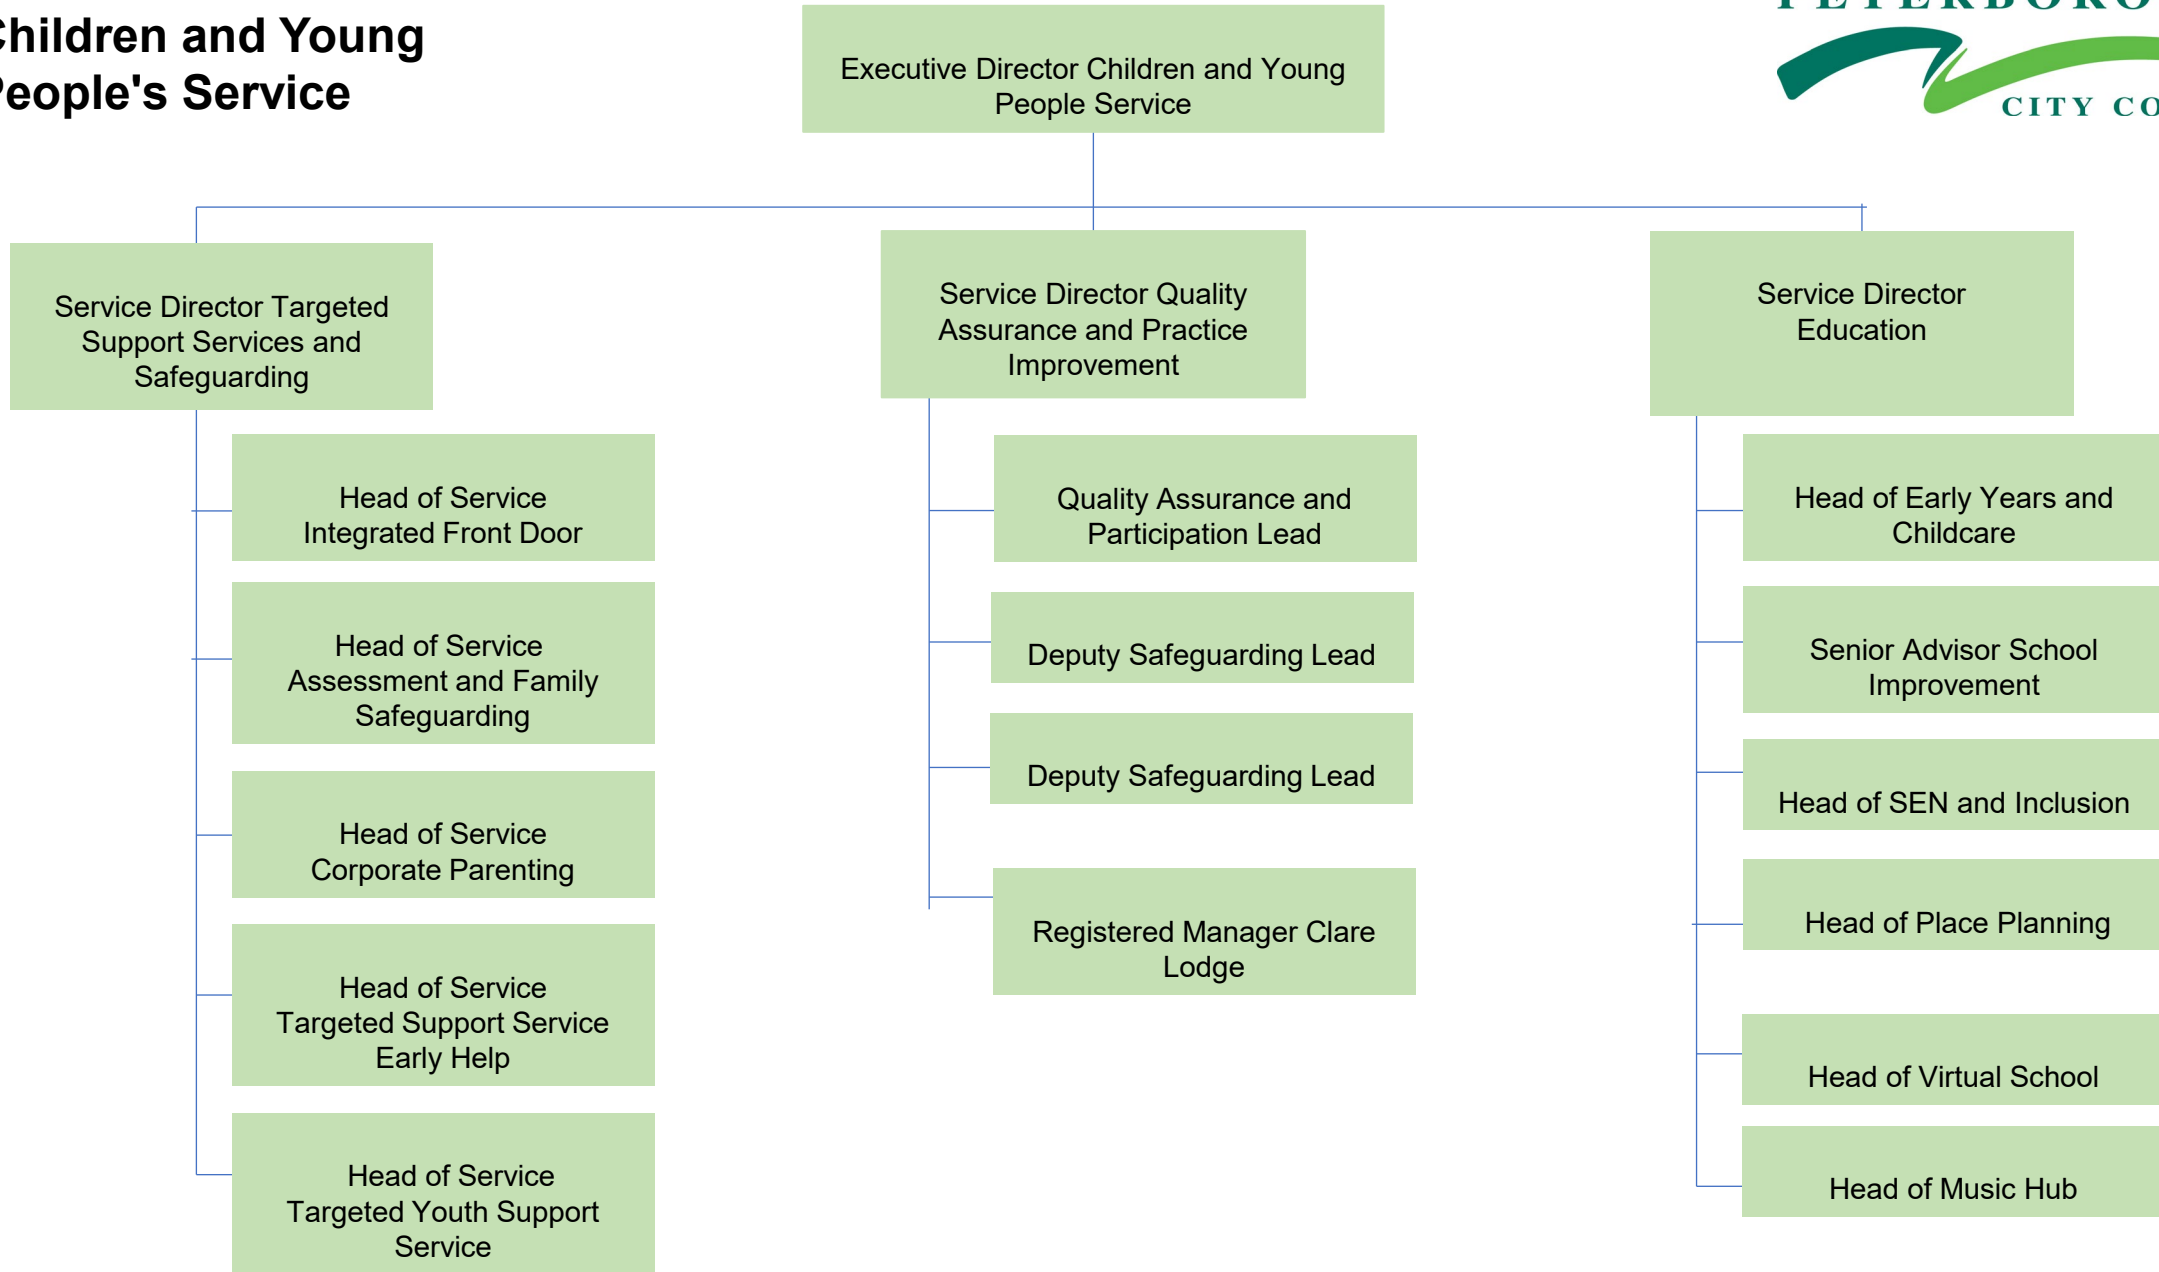 Children and Young
People's Service
Executive Director Children and Young
People Service
CITY
Service Director Targeted
Support Services and
Safeguarding
Service Director Quality
Assurance and Practice
Improvement
Service Director
Education
Head of Service
Integrated Front Door
Head of Service
Assessment and Family
Safeguarding
Head of Service
Corporate Parenting
Head of Service
Targeted Support Service
Early Help
Head of Service
Targeted Youth Support
Service
Quality Assurance and
Participation Lead
Deputy Safeguarding Lead
Deputy Safeguarding Lead
Registered Manager Clare
Lodge
Head of Early Years and
Childcare
Senior Advisor School
Improvement
Head of SEN and Inclusion
Head of Place Planning
Head of Virtual School
Head of Music Hub